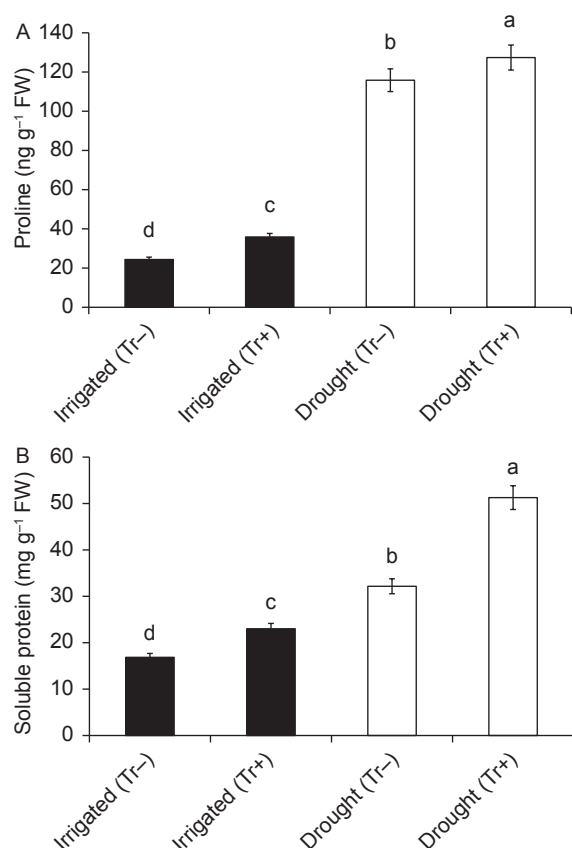 A
Proline (ng g⁻¹ FW)
140
120
100
80
60
40
20
0
d
c
b
a
Irrigated (Tr–)
Irrigated (Tr+)
Drought (Tr–)
Drought (Tr+)
B
Soluble protein (mg g⁻¹ FW)
60
50
40
30
20
10
0
d
c
b
a
Irrigated (Tr–)
Irrigated (Tr+)
Drought (Tr–)
Drought (Tr+)